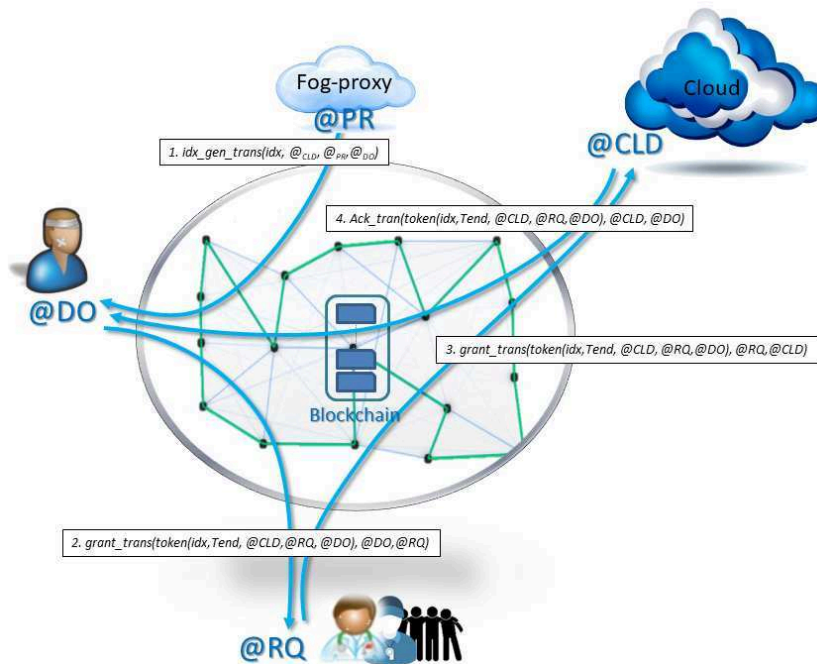 Fog-proxy
@PR
Cloud
@CLD
1. idx_gen_trans(idx, @CLD, @PR,@DO)
4. Ack_tran(token(idx,Tend, @CLD, @RQ,@DO), @CLD, @DO)
@DO
3. grant_trans(token(idx,Tend, @CLD, @RQ,@DO), @RQ,@CLD)
Blockchain
2. grant_trans(token(idx,Tend, @CLD,@RQ, @DO), @DO,@RQ)
@RQ